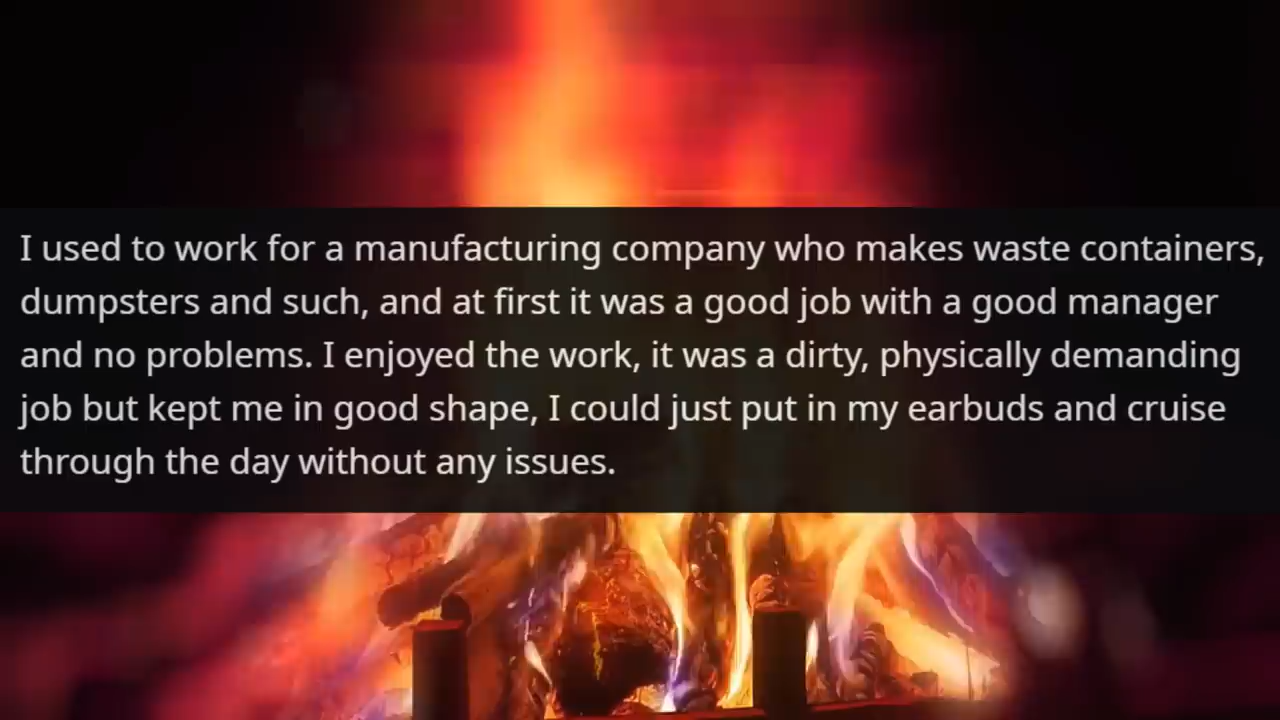 I used to work for a manufacturing company who makes waste containers,
dumpsters and such, and at first it was a good job with a good manager
and no problems. I enjoyed the work, it was a dirty, physically demanding
job but kept me in good shape, I could just put in my earbuds and cruise
through the day without any issues.